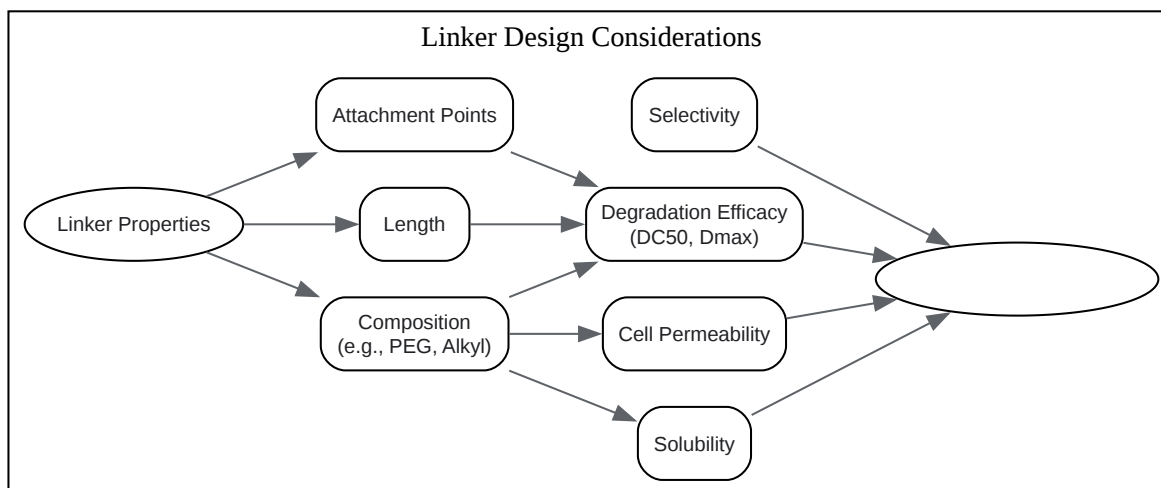 Linker Design Considerations
Attachment Points
Selectivity
Linker Properties
Length
Degradation Efficacy
(DC50, Dmax)
Composition
(e.g., PEG, Alkyl)
Cell Permeability
Solubility